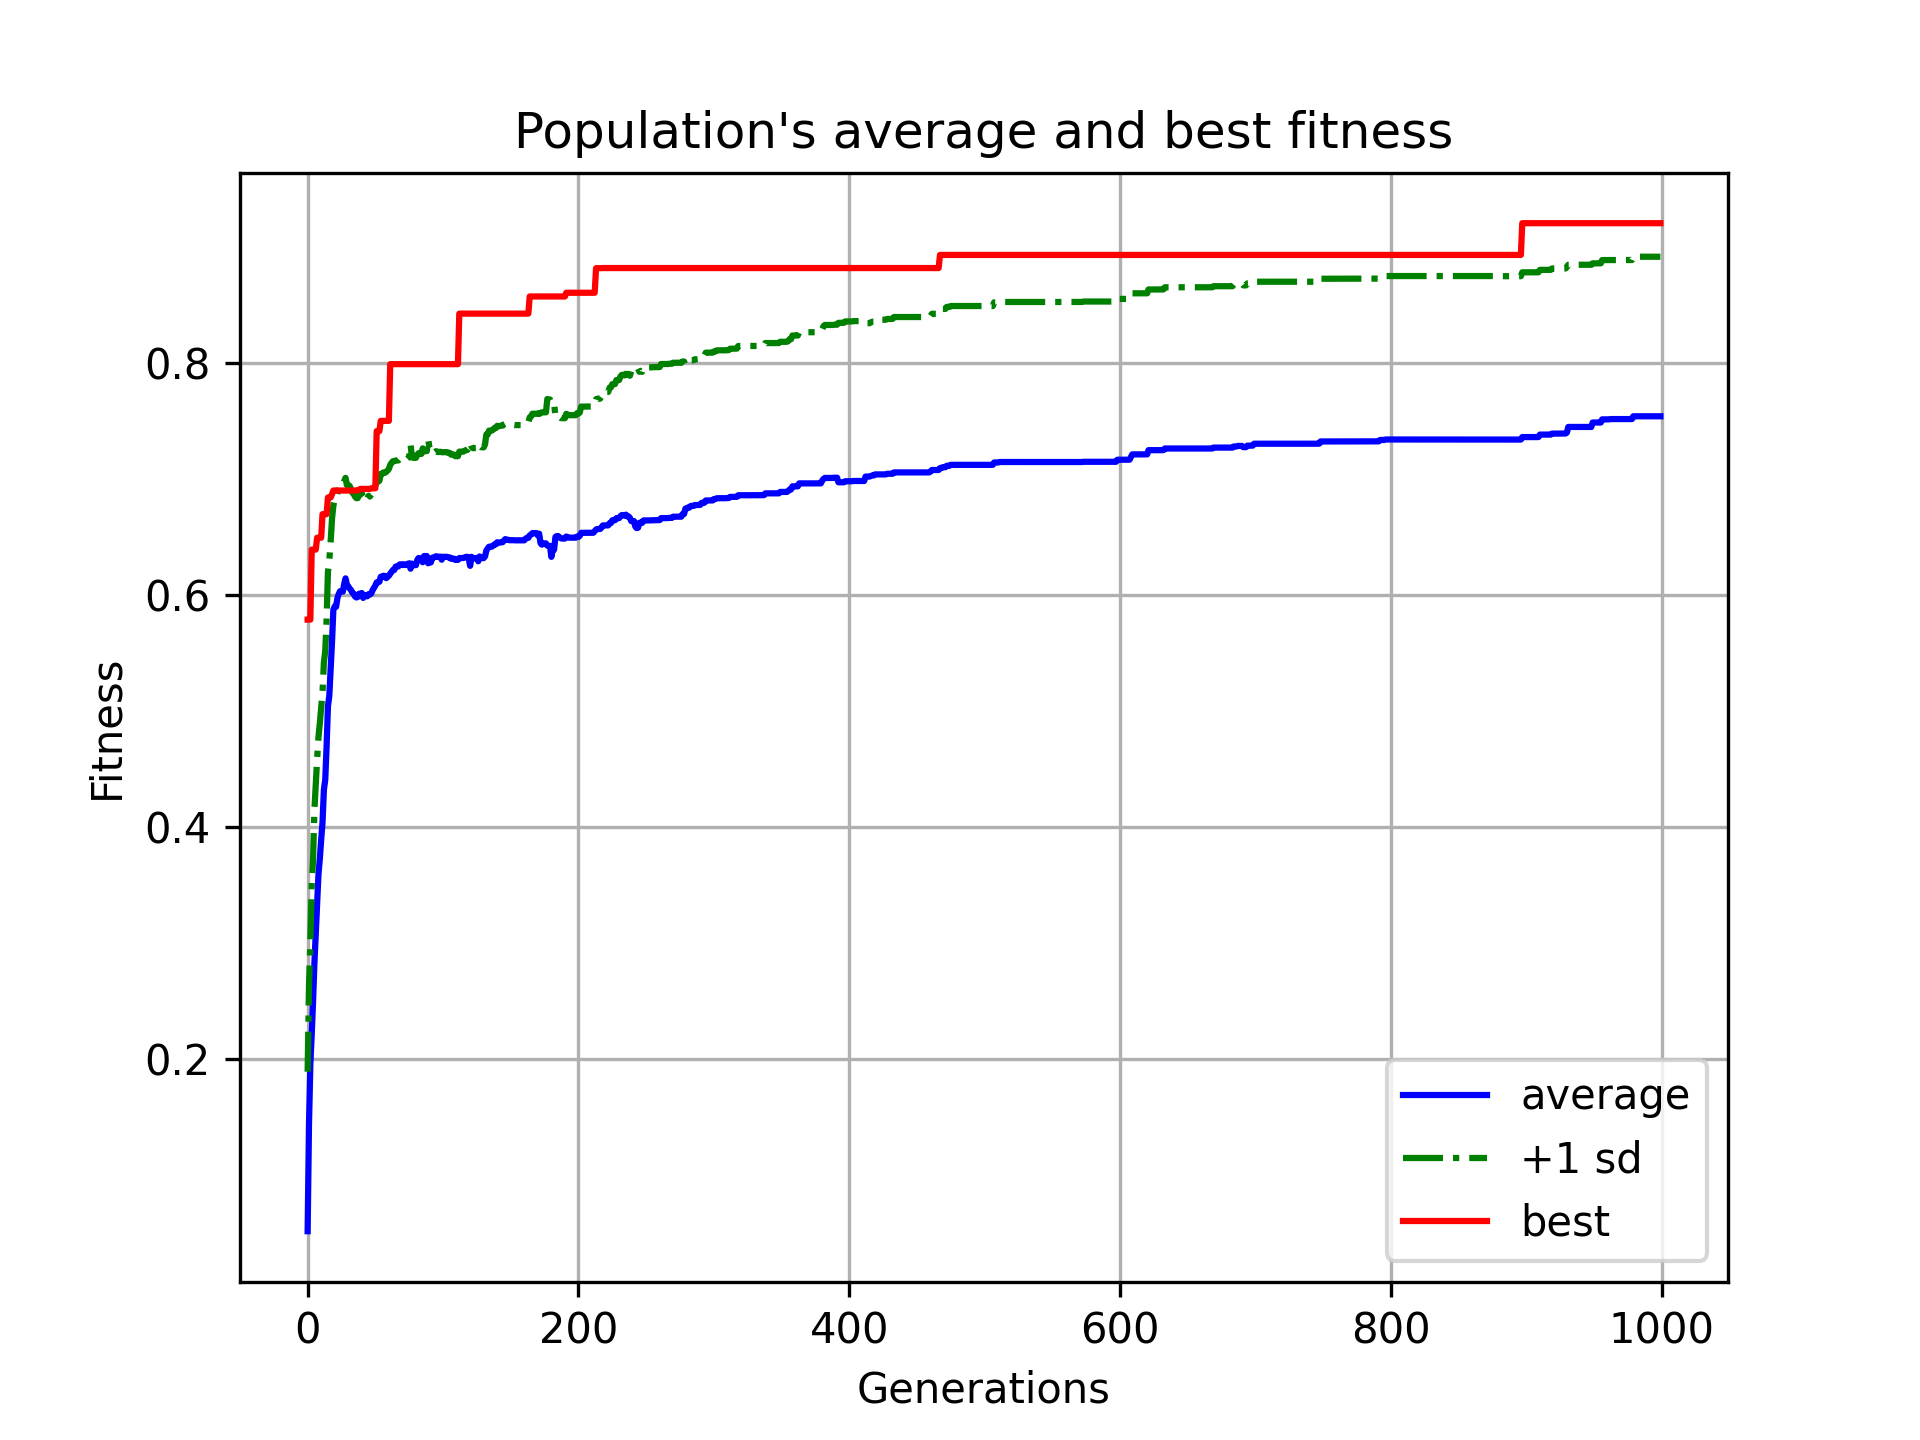 Population's average and best fitness
Fitness
0.8
0.6
0.4
0.2
0 200 400 600 800 1000
Generations
average
+1 sd
best